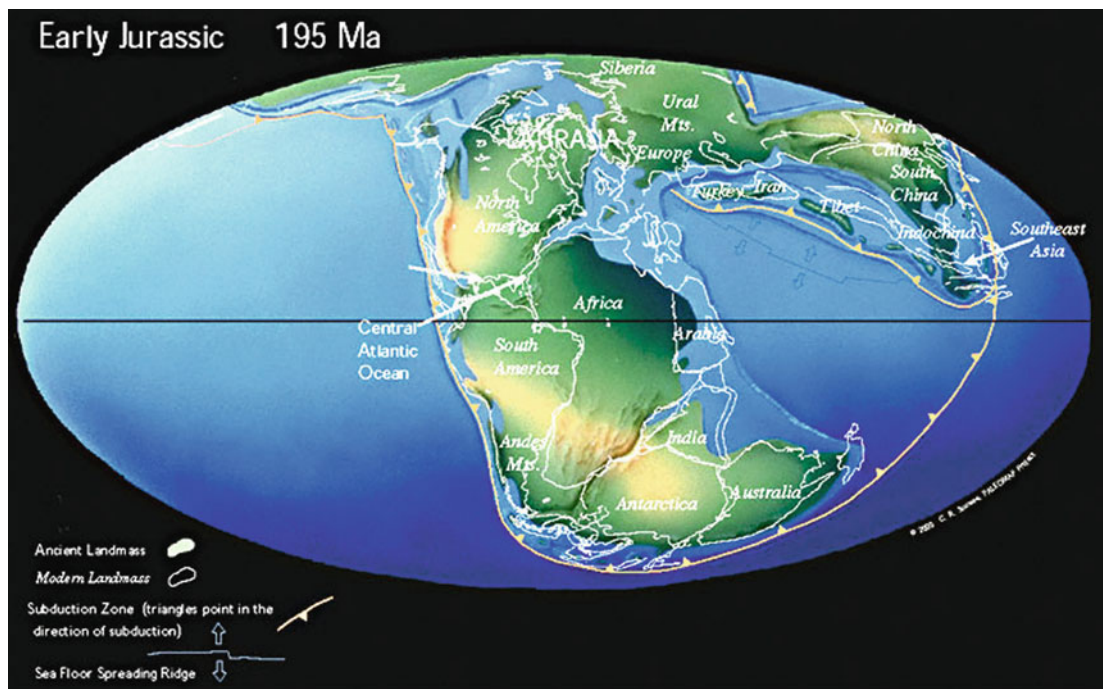 Early Jurassic 195 Ma
Siberia
Ural
Mts.
LAURASIA
Europe
North
China
South
China
Turkey
Iran
Tibet
Indochina
Southeast
Asia
North
America
Africa
Arabia
Central
Atlantic
Ocean
South
America
Andes
Mts.
India
Antarctica
Australia
Ancient Landmass
Modern Landmass
Subduction Zone (triangles point in the
direction of subduction)
Sea Floor Spreading Ridge